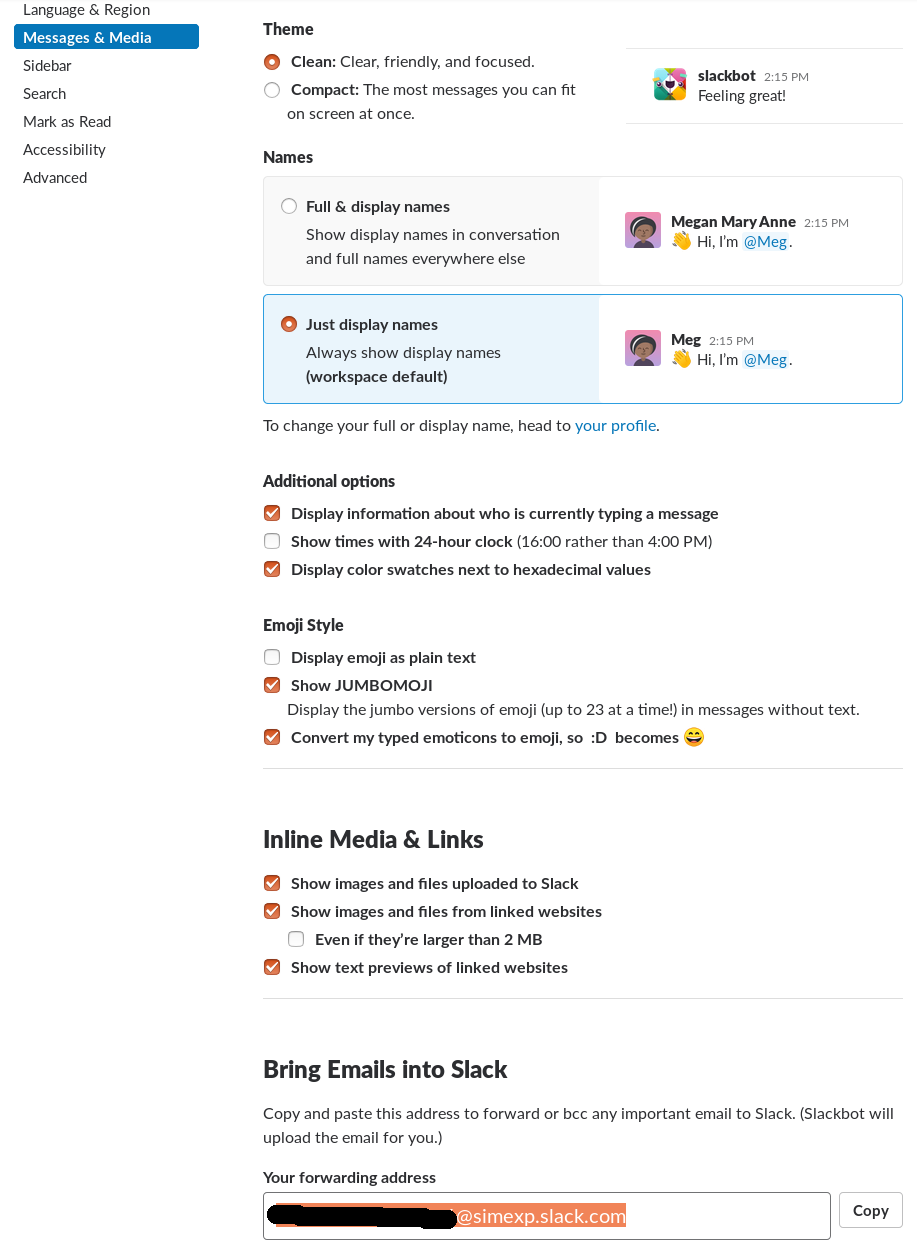 Language & Region
Messages & Media
Sidebar
Search
Mark as Read
Accessibility
Advanced
Theme
Clean: Clear, friendly, and focused.
Compact: The most messages you can fit
on screen at once.
slackbot 2:15 PM
Feeling great!
Names
Full & display names
Show display names in conversation
and full names everywhere else
Megan Mary Anne 2:15 PM
👋 Hi, I’m @Meg.
Just display names
Always show display names
(workspace default)
Meg 2:15 PM
👋 Hi, I’m @Meg.
To change your full or display name, head to your profile.
Additional options
Display information about who is currently typing a message
Show times with 24-hour clock (16:00 rather than 4:00 PM)
Display color swatches next to hexadecimal values
Emoji Style
Display emoji as plain text
Show JUMBOMOJI
Display the jumbo versions of emoji (up to 23 at a time!) in messages without text.
Convert my typed emoticons to emoji, so :D becomes 😄
Inline Media & Links
Show images and files uploaded to Slack
Show images and files from linked websites
Even if they’re larger than 2 MB
Show text previews of linked websites
Bring Emails into Slack
Copy and paste this address to forward or bcc any important email to Slack. (Slackbot will
upload the email for you.)
Your forwarding address
@simexp.slack.com
Copy